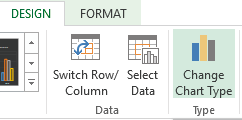 DESIGN FORMAT
Switch Row/ Select Change
Column Data Chart Type
Data Type